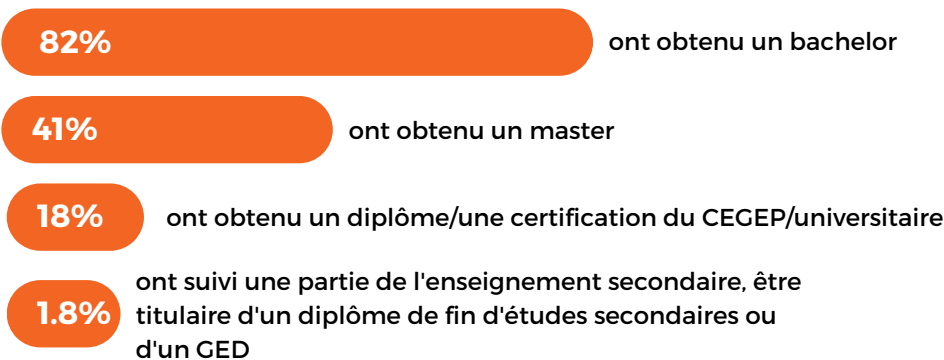 82% ont obtenu un bachelor
41% ont obtenu un master
18% ont obtenu un diplôme/une certification du CEGEP/universitaire
ont suivi une partie de l'enseignement secondaire, être
1.8% titulaire d'un diplôme de fin d'études secondaires ou
d'un GED